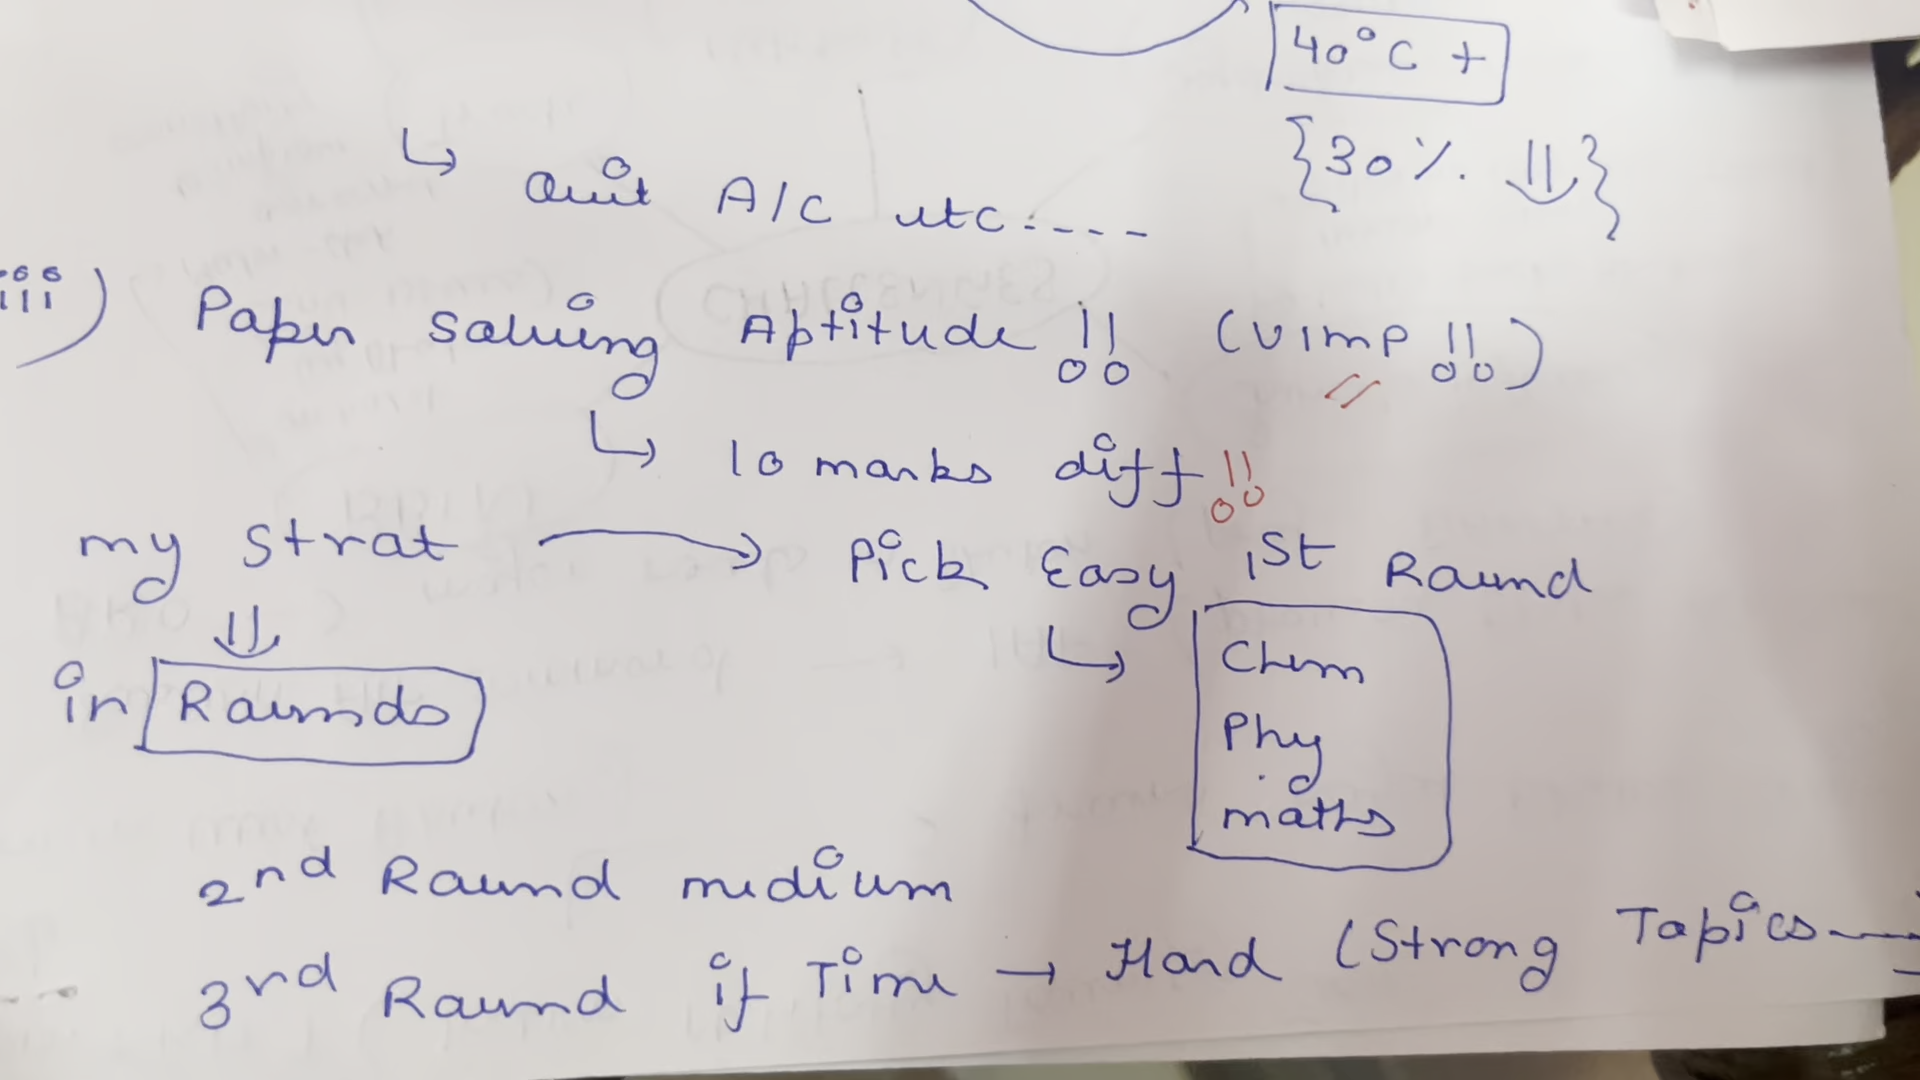 40°C +
{30% ⇓}
↳ Quit A/C etc....
iii) Paper Solving Aptitude !! (V Imp !!)
↳ 10 marks diff !!
my strat → Pick Easy 1st Round
⇓
in Rounds
↳ Chem
Phy
maths
2nd Round medium
3rd Round if Time → Hard (Strong Topics →